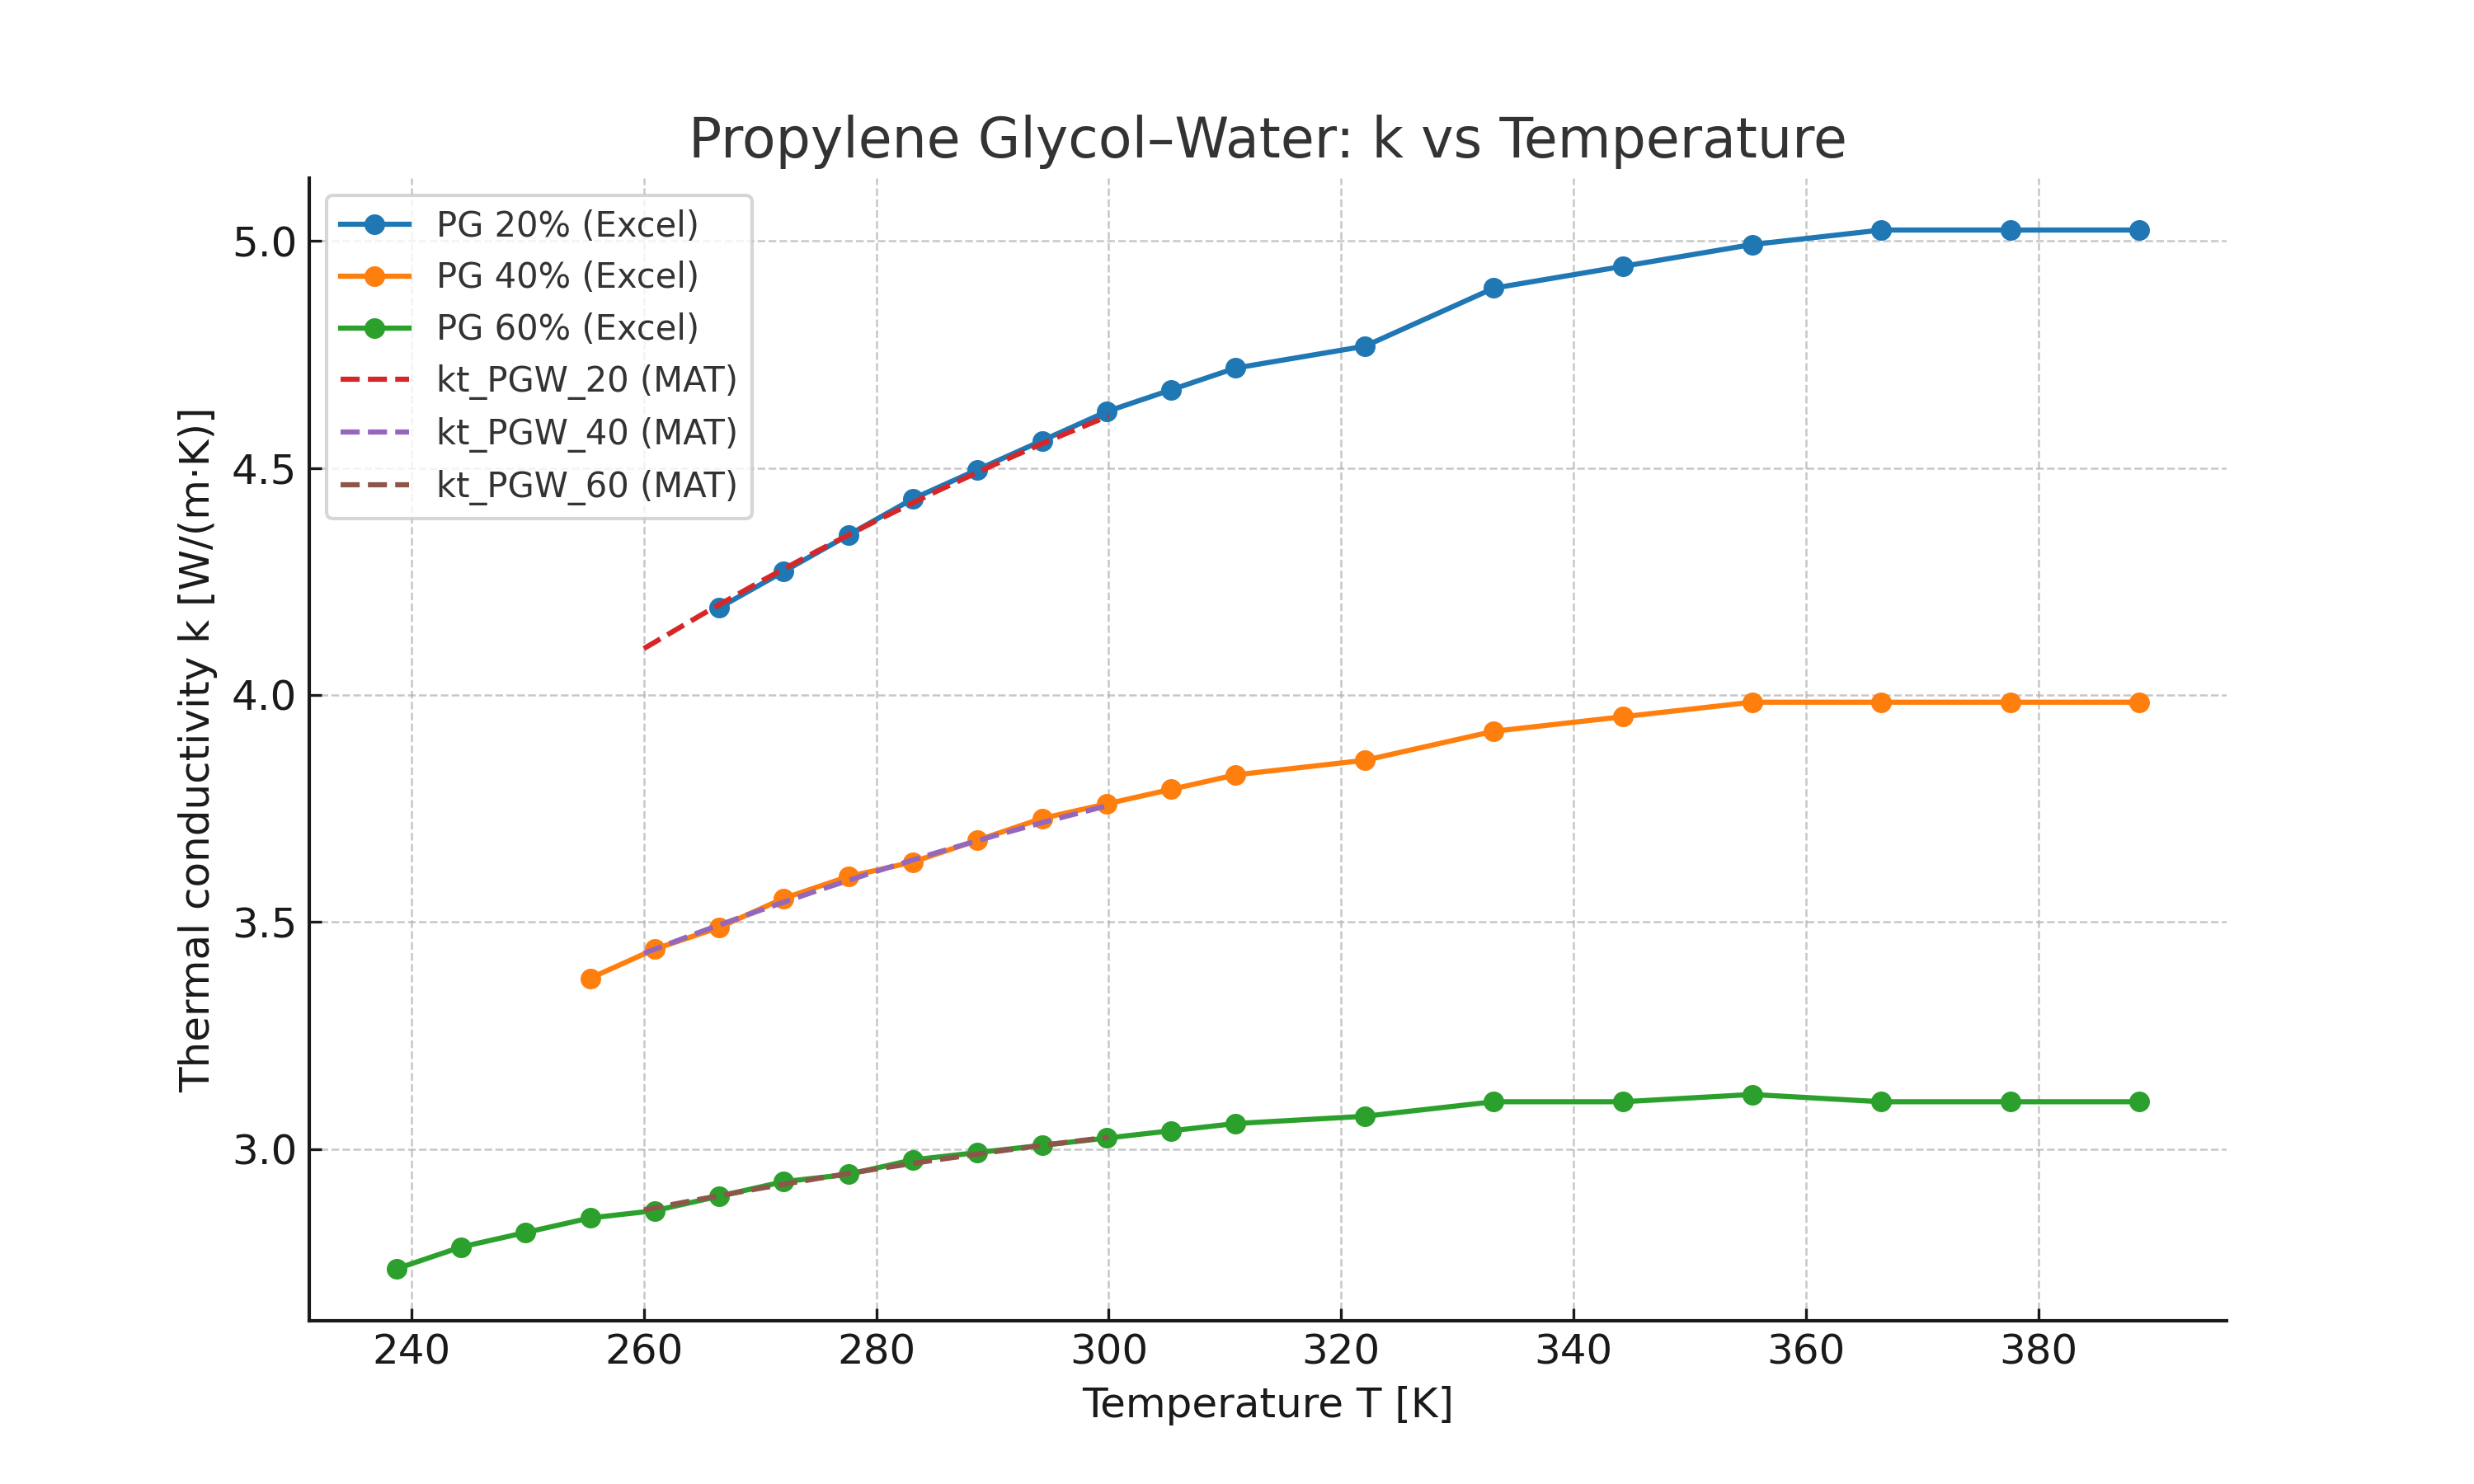 Propylene Glycol–Water: k vs Temperature
PG 20% (Excel)
PG 40% (Excel)
PG 60% (Excel)
kt_PGW_20 (MAT)
kt_PGW_40 (MAT)
kt_PGW_60 (MAT)
Thermal conductivity k [W/(m·K)]
5.0
4.5
4.0
3.5
3.0
240 260 280 300 320 340 360 380
Temperature T [K]